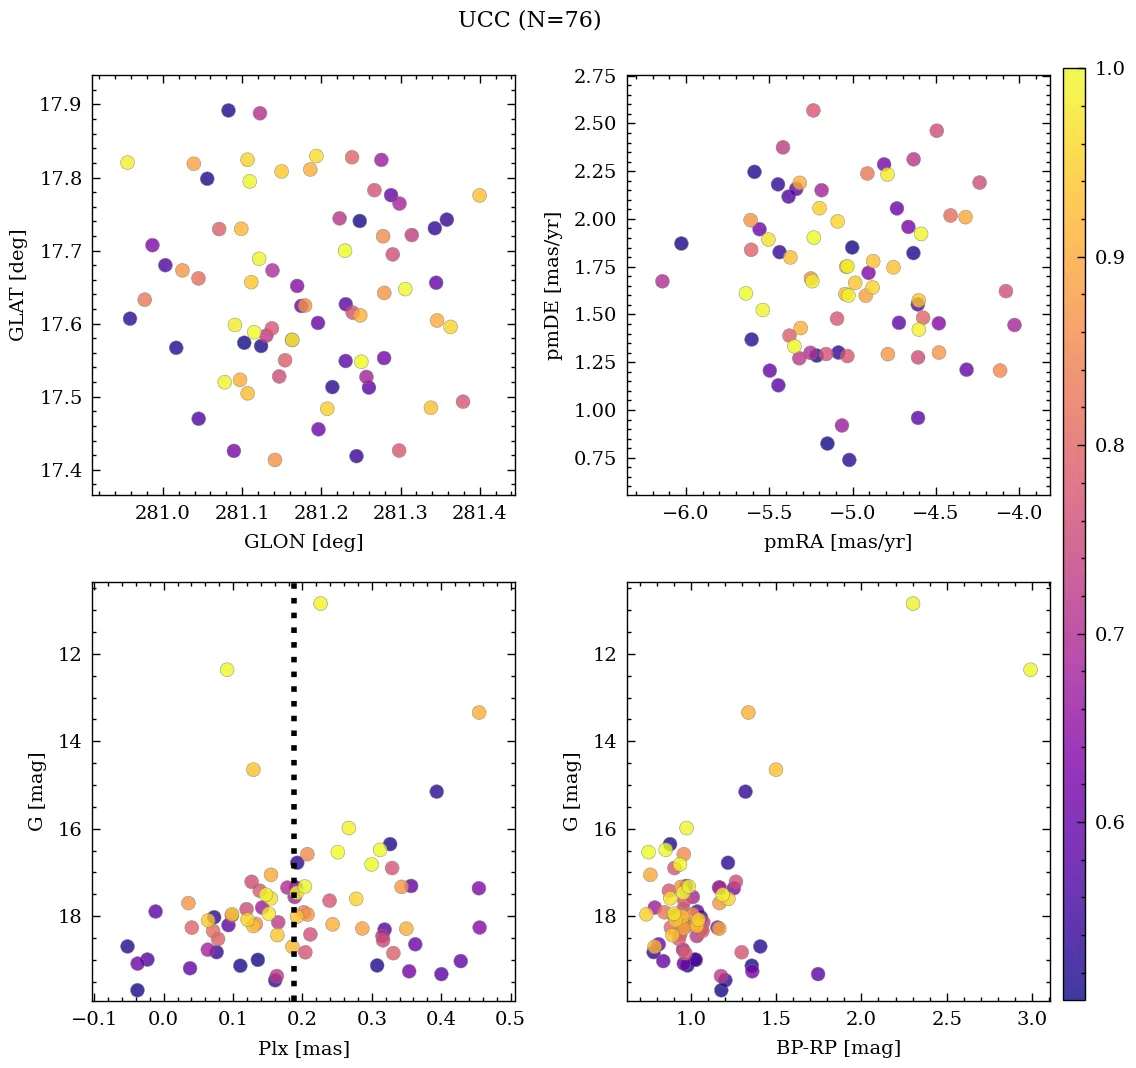 UCC (N=76)
17.9
17.8
17.7
17.6
17.5
17.4
GLAT [deg]
281.0 281.1 281.2 281.3 281.4
GLON [deg]
2.75
2.50
2.25
2.00
1.75
1.50
1.25
1.00
0.75
pmDE [mas/yr]
−6.0 −5.5 −5.0 −4.5 −4.0
pmRA [mas/yr]
1.0
0.9
0.8
0.7
0.6
12
14
16
18
G [mag]
−0.1 0.0 0.1 0.2 0.3 0.4 0.5
Plx [mas]
12
14
16
18
G [mag]
1.0 1.5 2.0 2.5 3.0
BP-RP [mag]